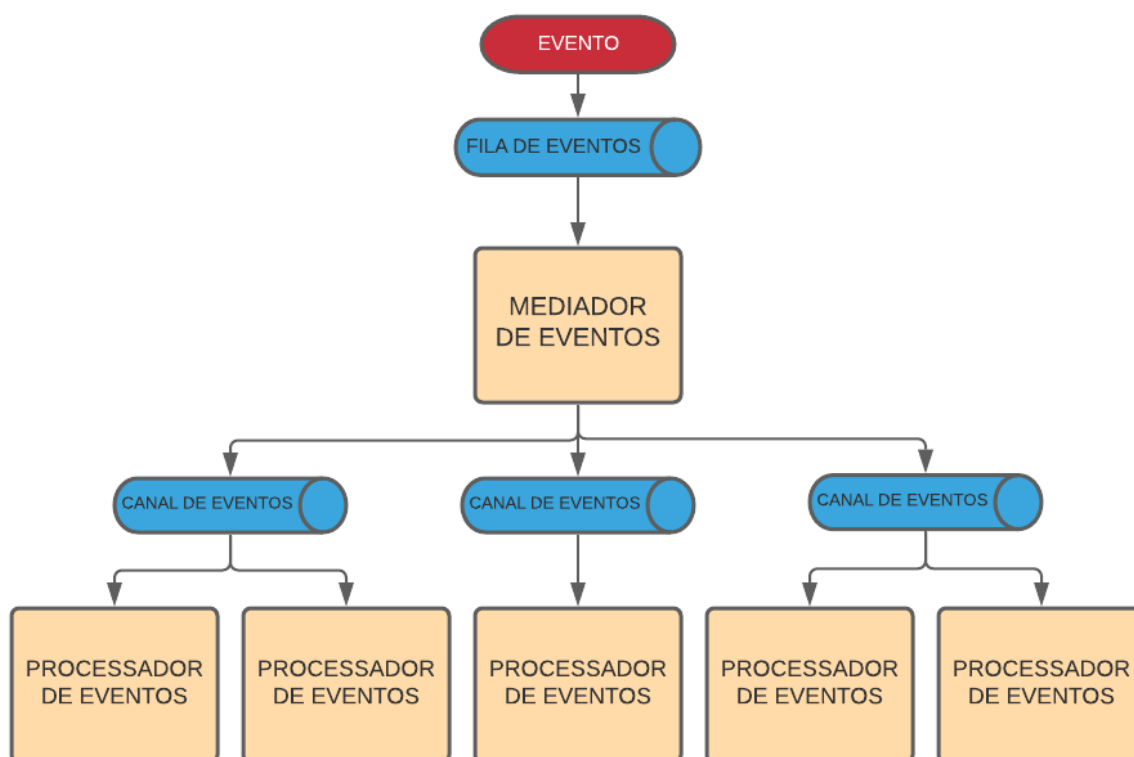 EVENTO
FILA DE EVENTOS
MEDIADOR
DE EVENTOS
CANAL DE EVENTOS
CANAL DE EVENTOS
CANAL DE EVENTOS
PROCESSADOR
DE EVENTOS
PROCESSADOR
DE EVENTOS
PROCESSADOR
DE EVENTOS
PROCESSADOR
DE EVENTOS
PROCESSADOR
DE EVENTOS